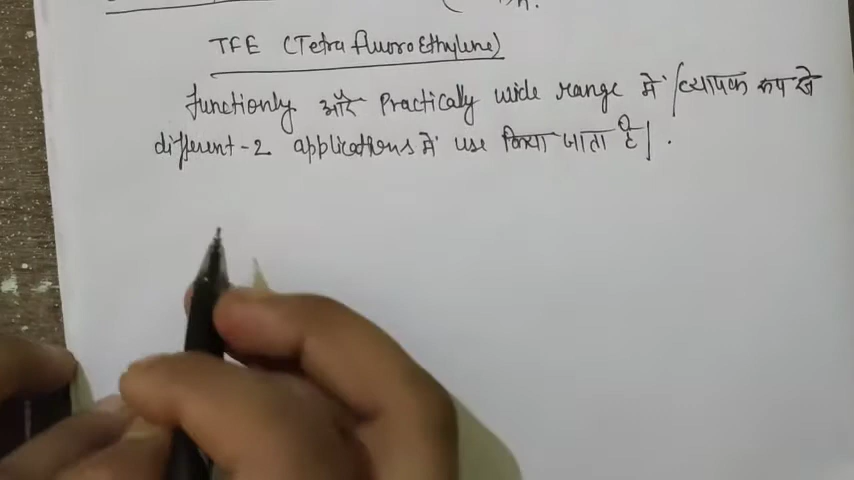 TFE (Tetra fluoro Ethylene)
functionly और Practically wide range में / व्यापक रूप से
different-2 applications में use किया जाता है|